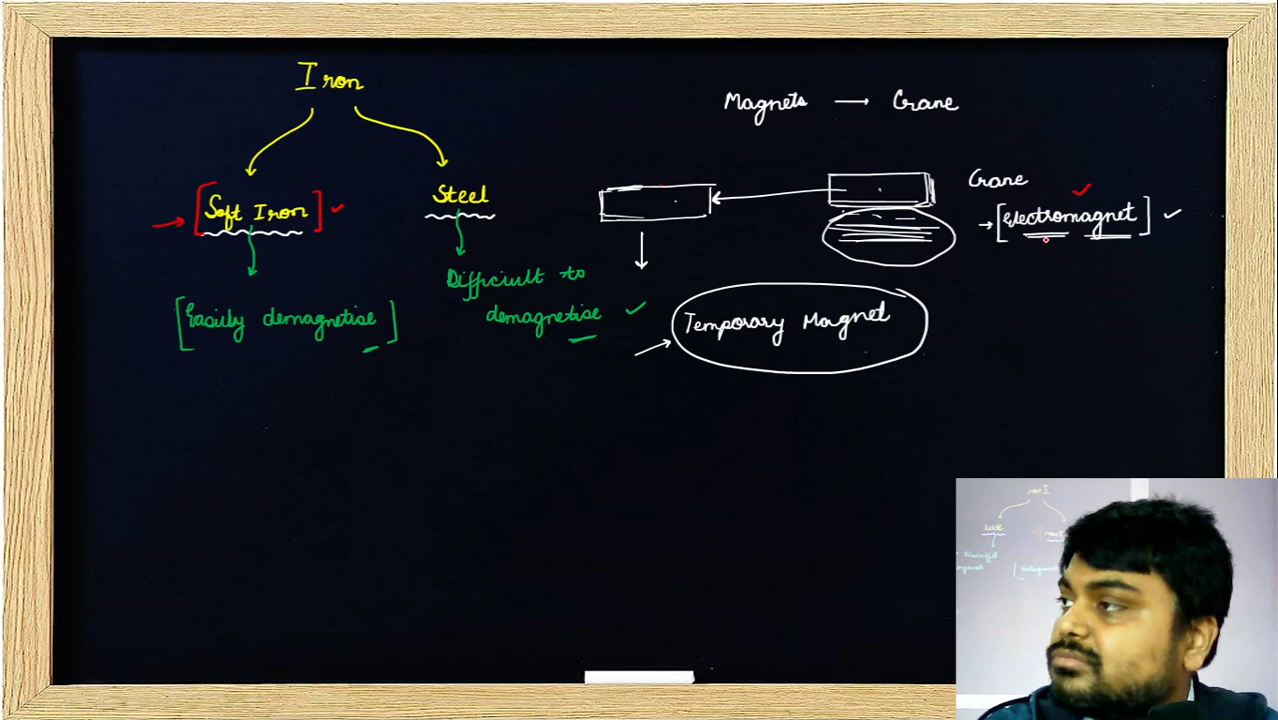 Iron
Magnets → Crane
[Soft Iron] ✓
Steel
Crane
→ [Electromagnet] ✓
[Easily demagnetise]
Difficult to
demagnetise ✓
Temporary Magnet